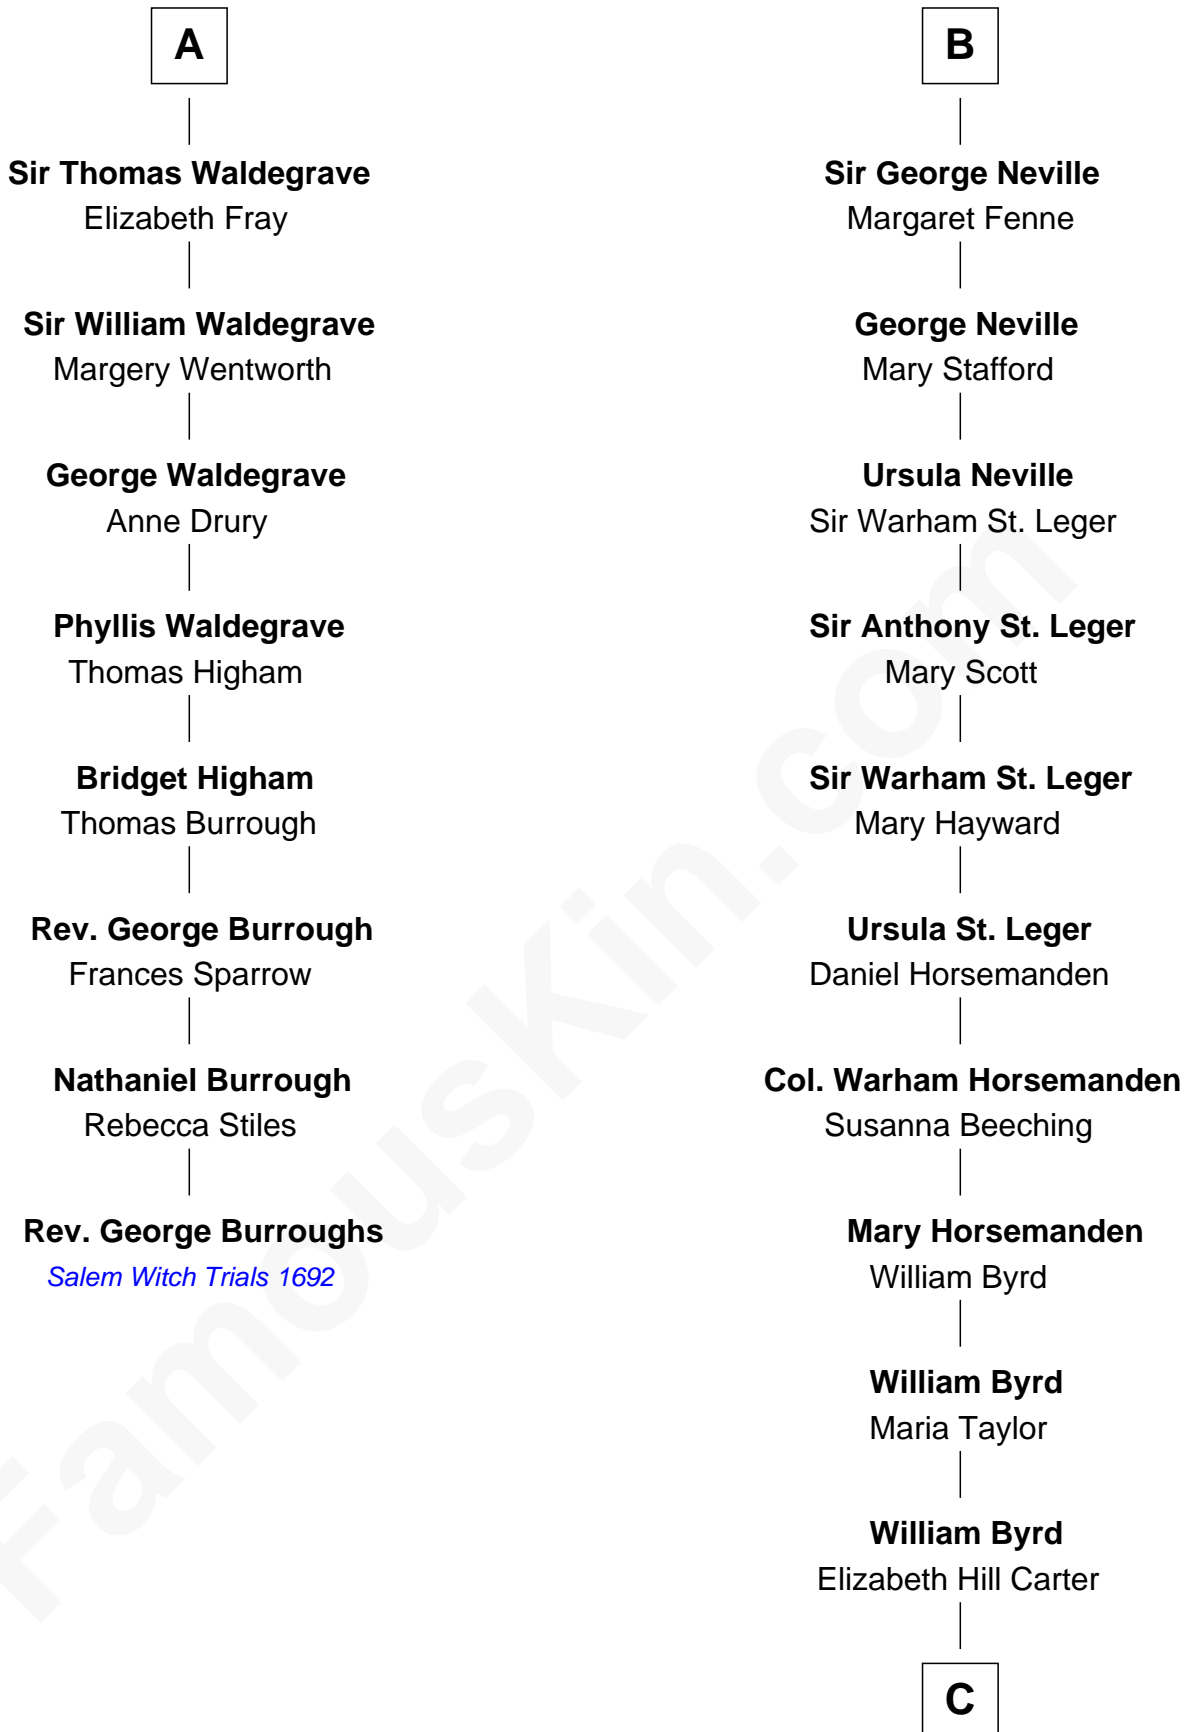 A
Sir Thomas Waldegrave
Elizabeth Fray
Sir William Waldegrave
Margery Wentworth
George Waldegrave
Anne Drury
Phyllis Waldegrave
Thomas Higham
Bridget Higham
Thomas Burrough
Rev. George Burrough
Frances Sparrow
Nathaniel Burrough
Rebecca Stiles
Rev. George Burroughs
Salem Witch Trials 1692
B
Sir George Neville
Margaret Fenne
George Neville
Mary Stafford
Ursula Neville
Sir Warham St. Leger
Sir Anthony St. Leger
Mary Scott
Sir Warham St. Leger
Mary Hayward
Ursula St. Leger
Daniel Horsemanden
Col. Warham Horsemanden
Susanna Beeching
Mary Horsemanden
William Byrd
William Byrd
Maria Taylor
William Byrd
Elizabeth Hill Carter
C
FamousKin.com